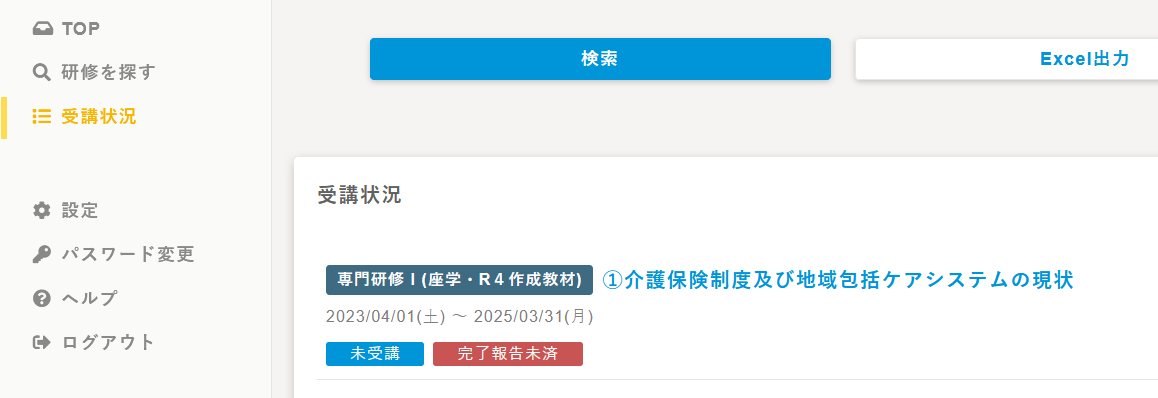 TOP
研修を探す
受講状況
設定
パスワード変更
ヘルプ
ログアウト
検索
Excel出力
受講状況
専門研修Ⅰ(座学・R４作成教材)
①介護保険制度及び地域包括ケアシステムの現状
2023/04/01(土) ～ 2025/03/31(月)
未受講
完了報告未済